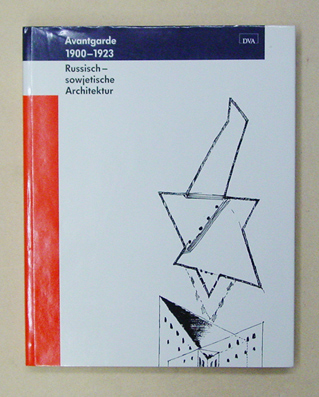 Avantgarde
1900–1923
DVA
Russisch–
sowjetische
Architektur